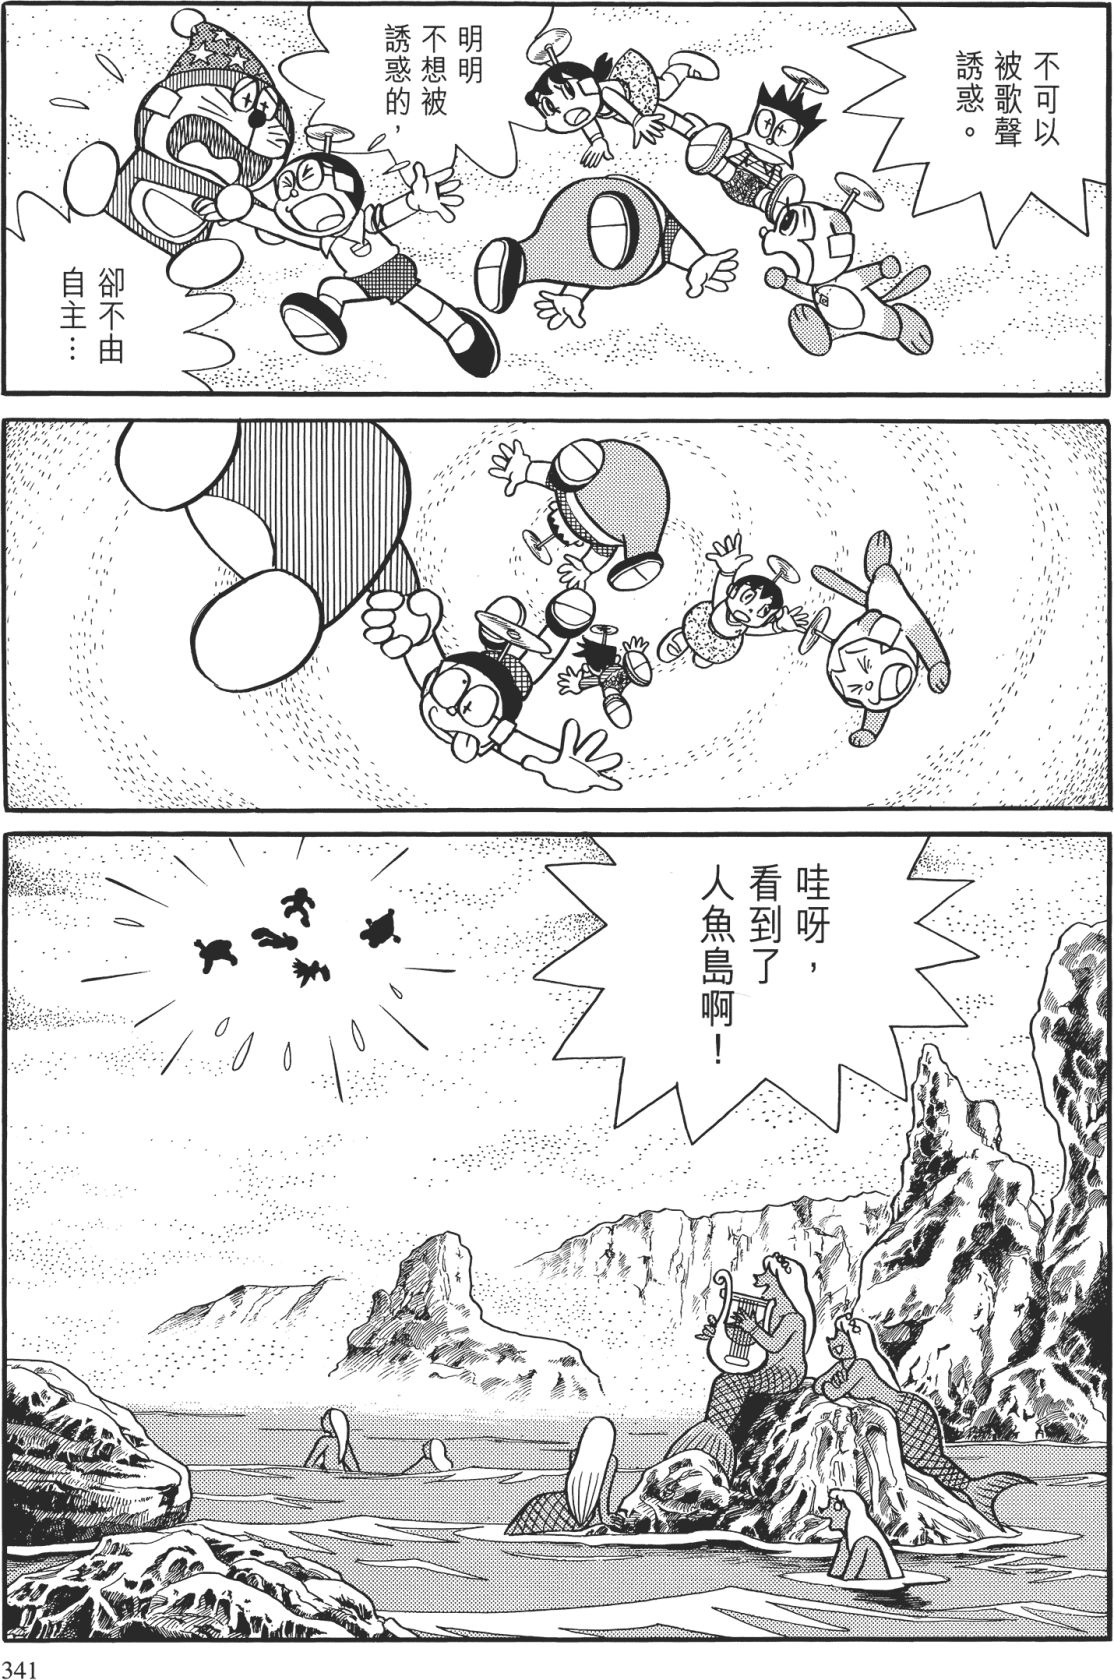 不可以
被歌聲
誘惑。
明明
不想被
誘惑的，
卻不由
自主…
哇呀，
看到了
人魚島啊！
341